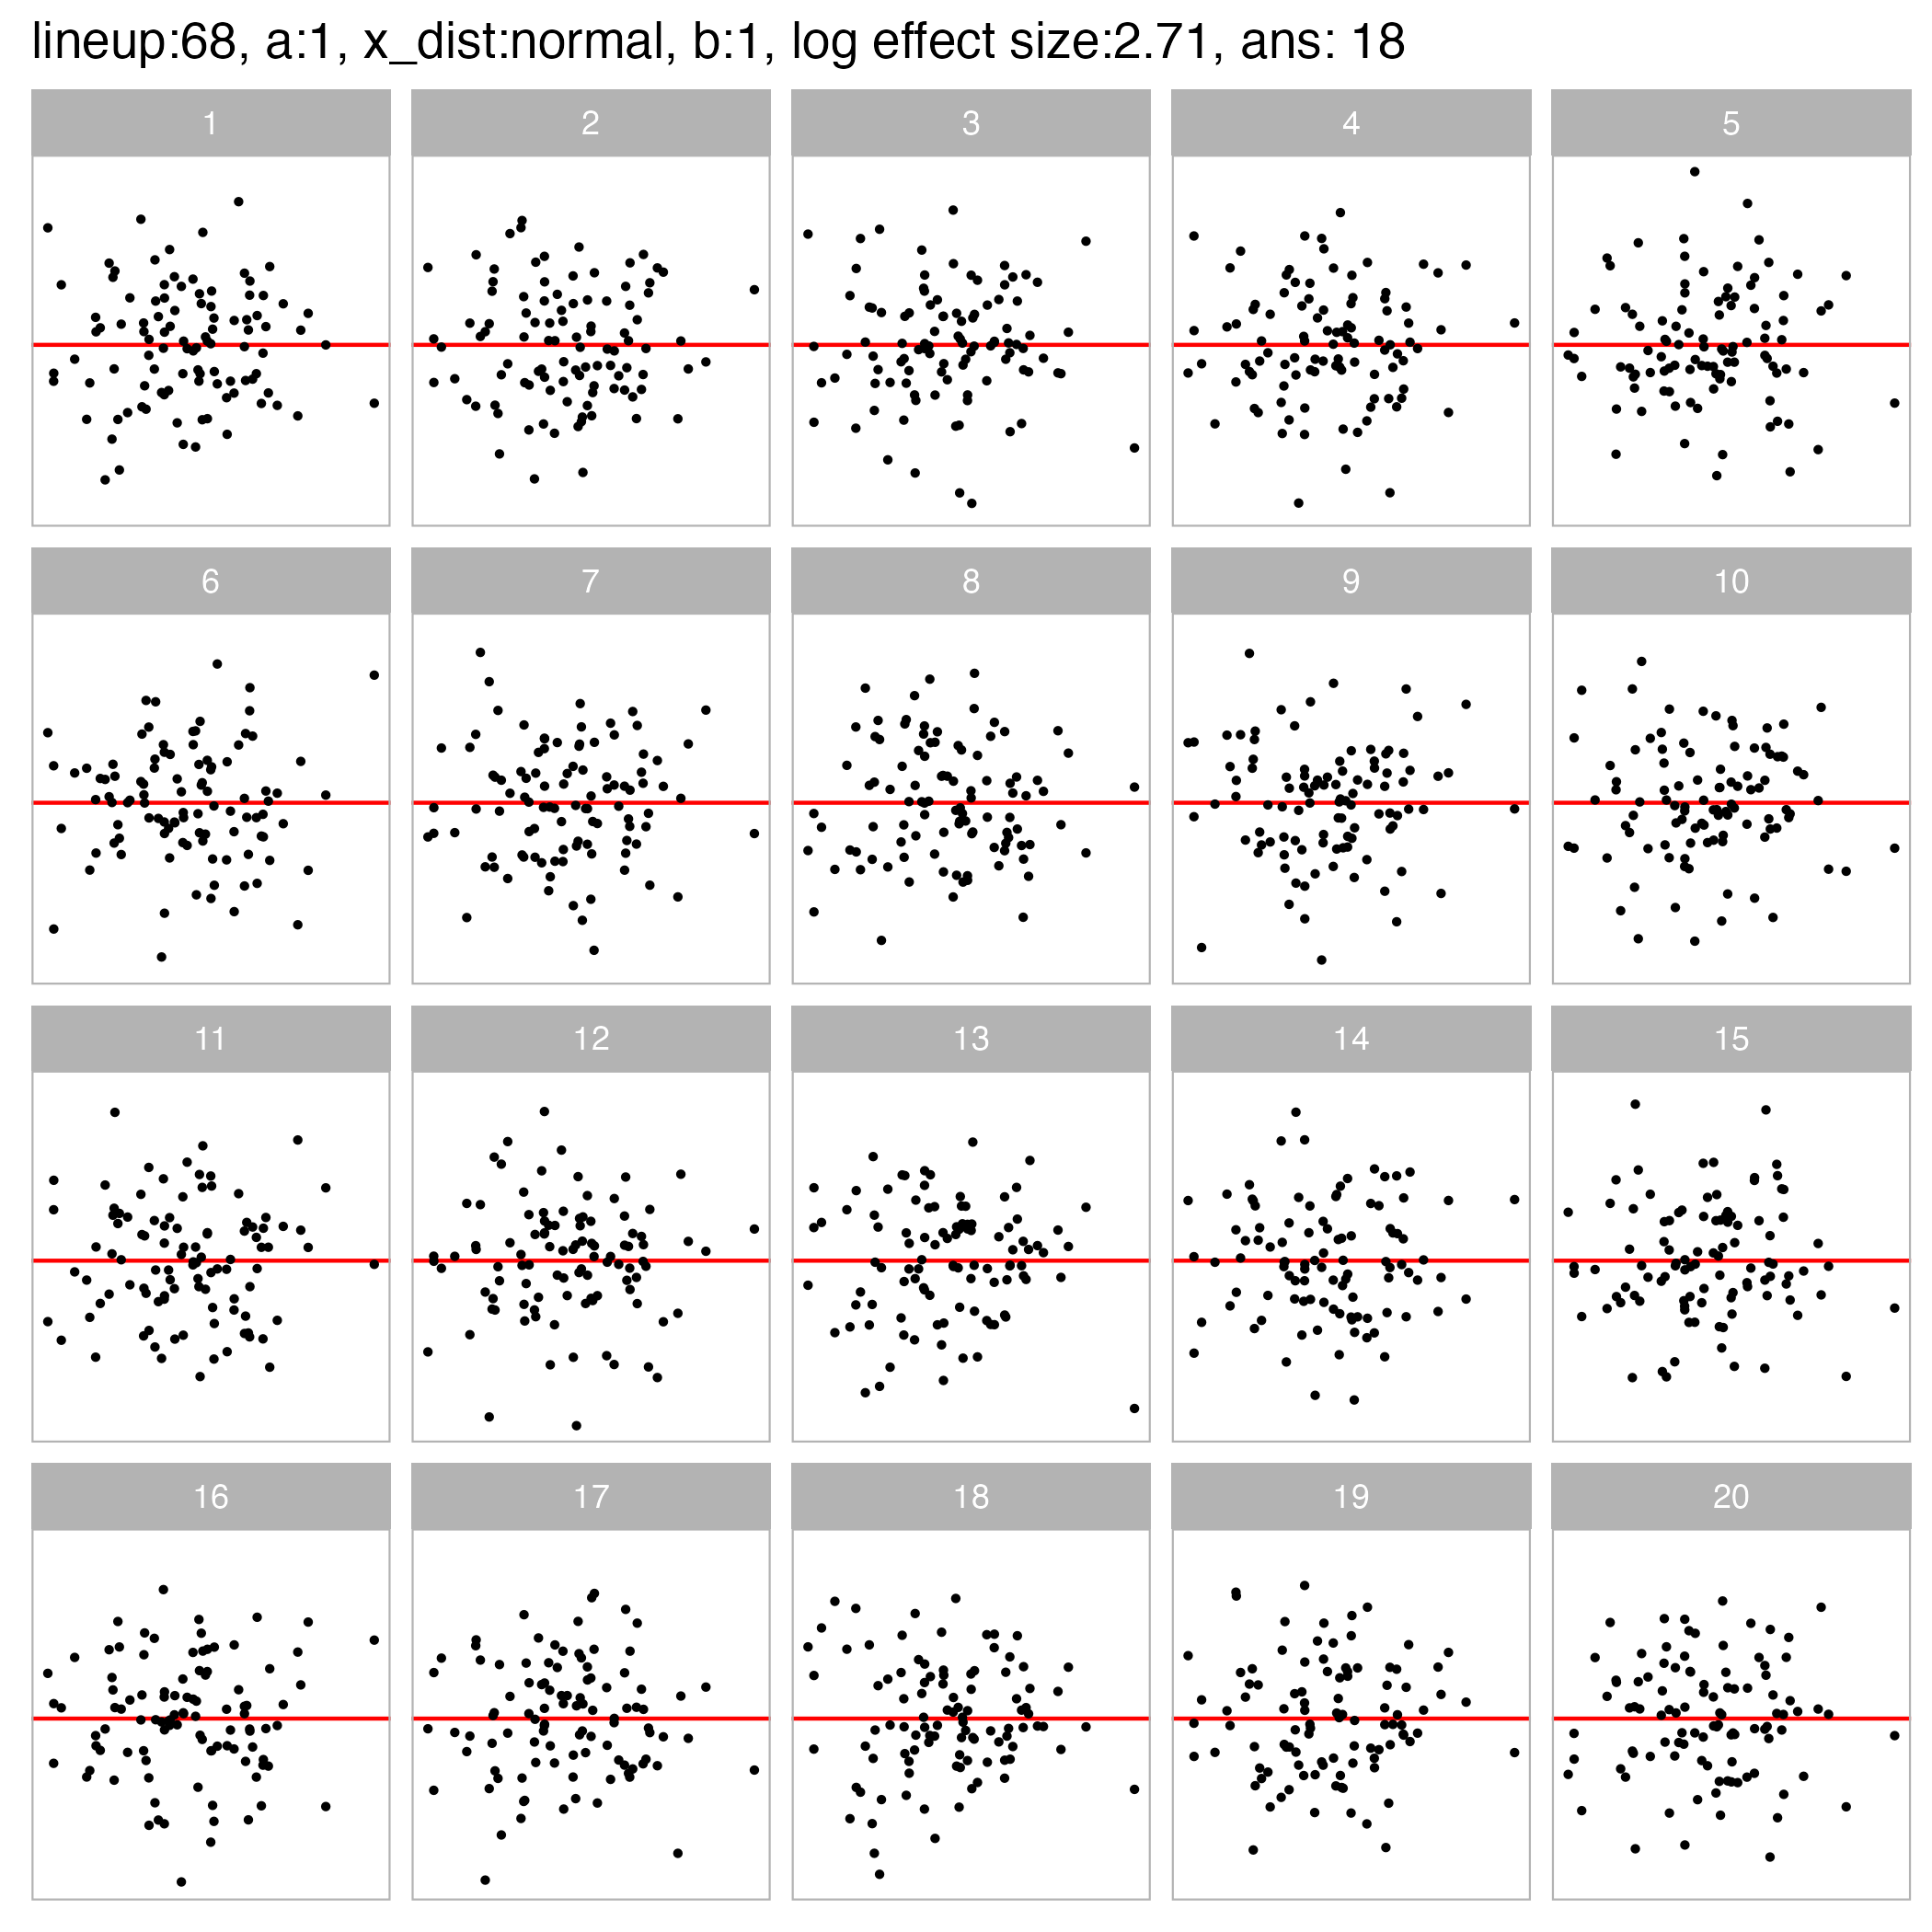 lineup:68, a:1, x_dist:normal, b:1, log effect size:2.71, ans: 18
1 2 3 4 5
6 7 8 9 10
11 12 13 14 15
16 17 18 19 20